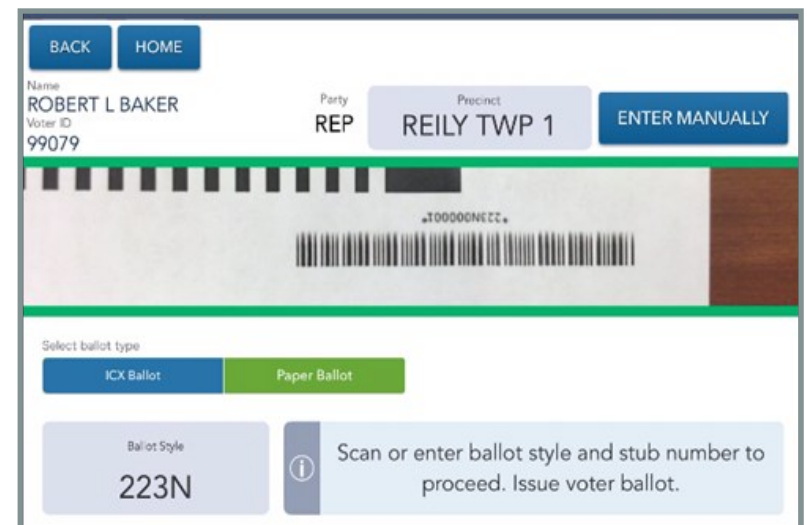 BACK
HOME
Name
ROBERT L BAKER
Voter ID
99079
Party
REP
Precinct
REILY TWP 1
ENTER MANUALLY
*223N000001*
Select ballot type
ICX Ballot
Paper Ballot
Ballot Style
223N
Scan or enter ballot style and stub number to
proceed. Issue voter ballot.